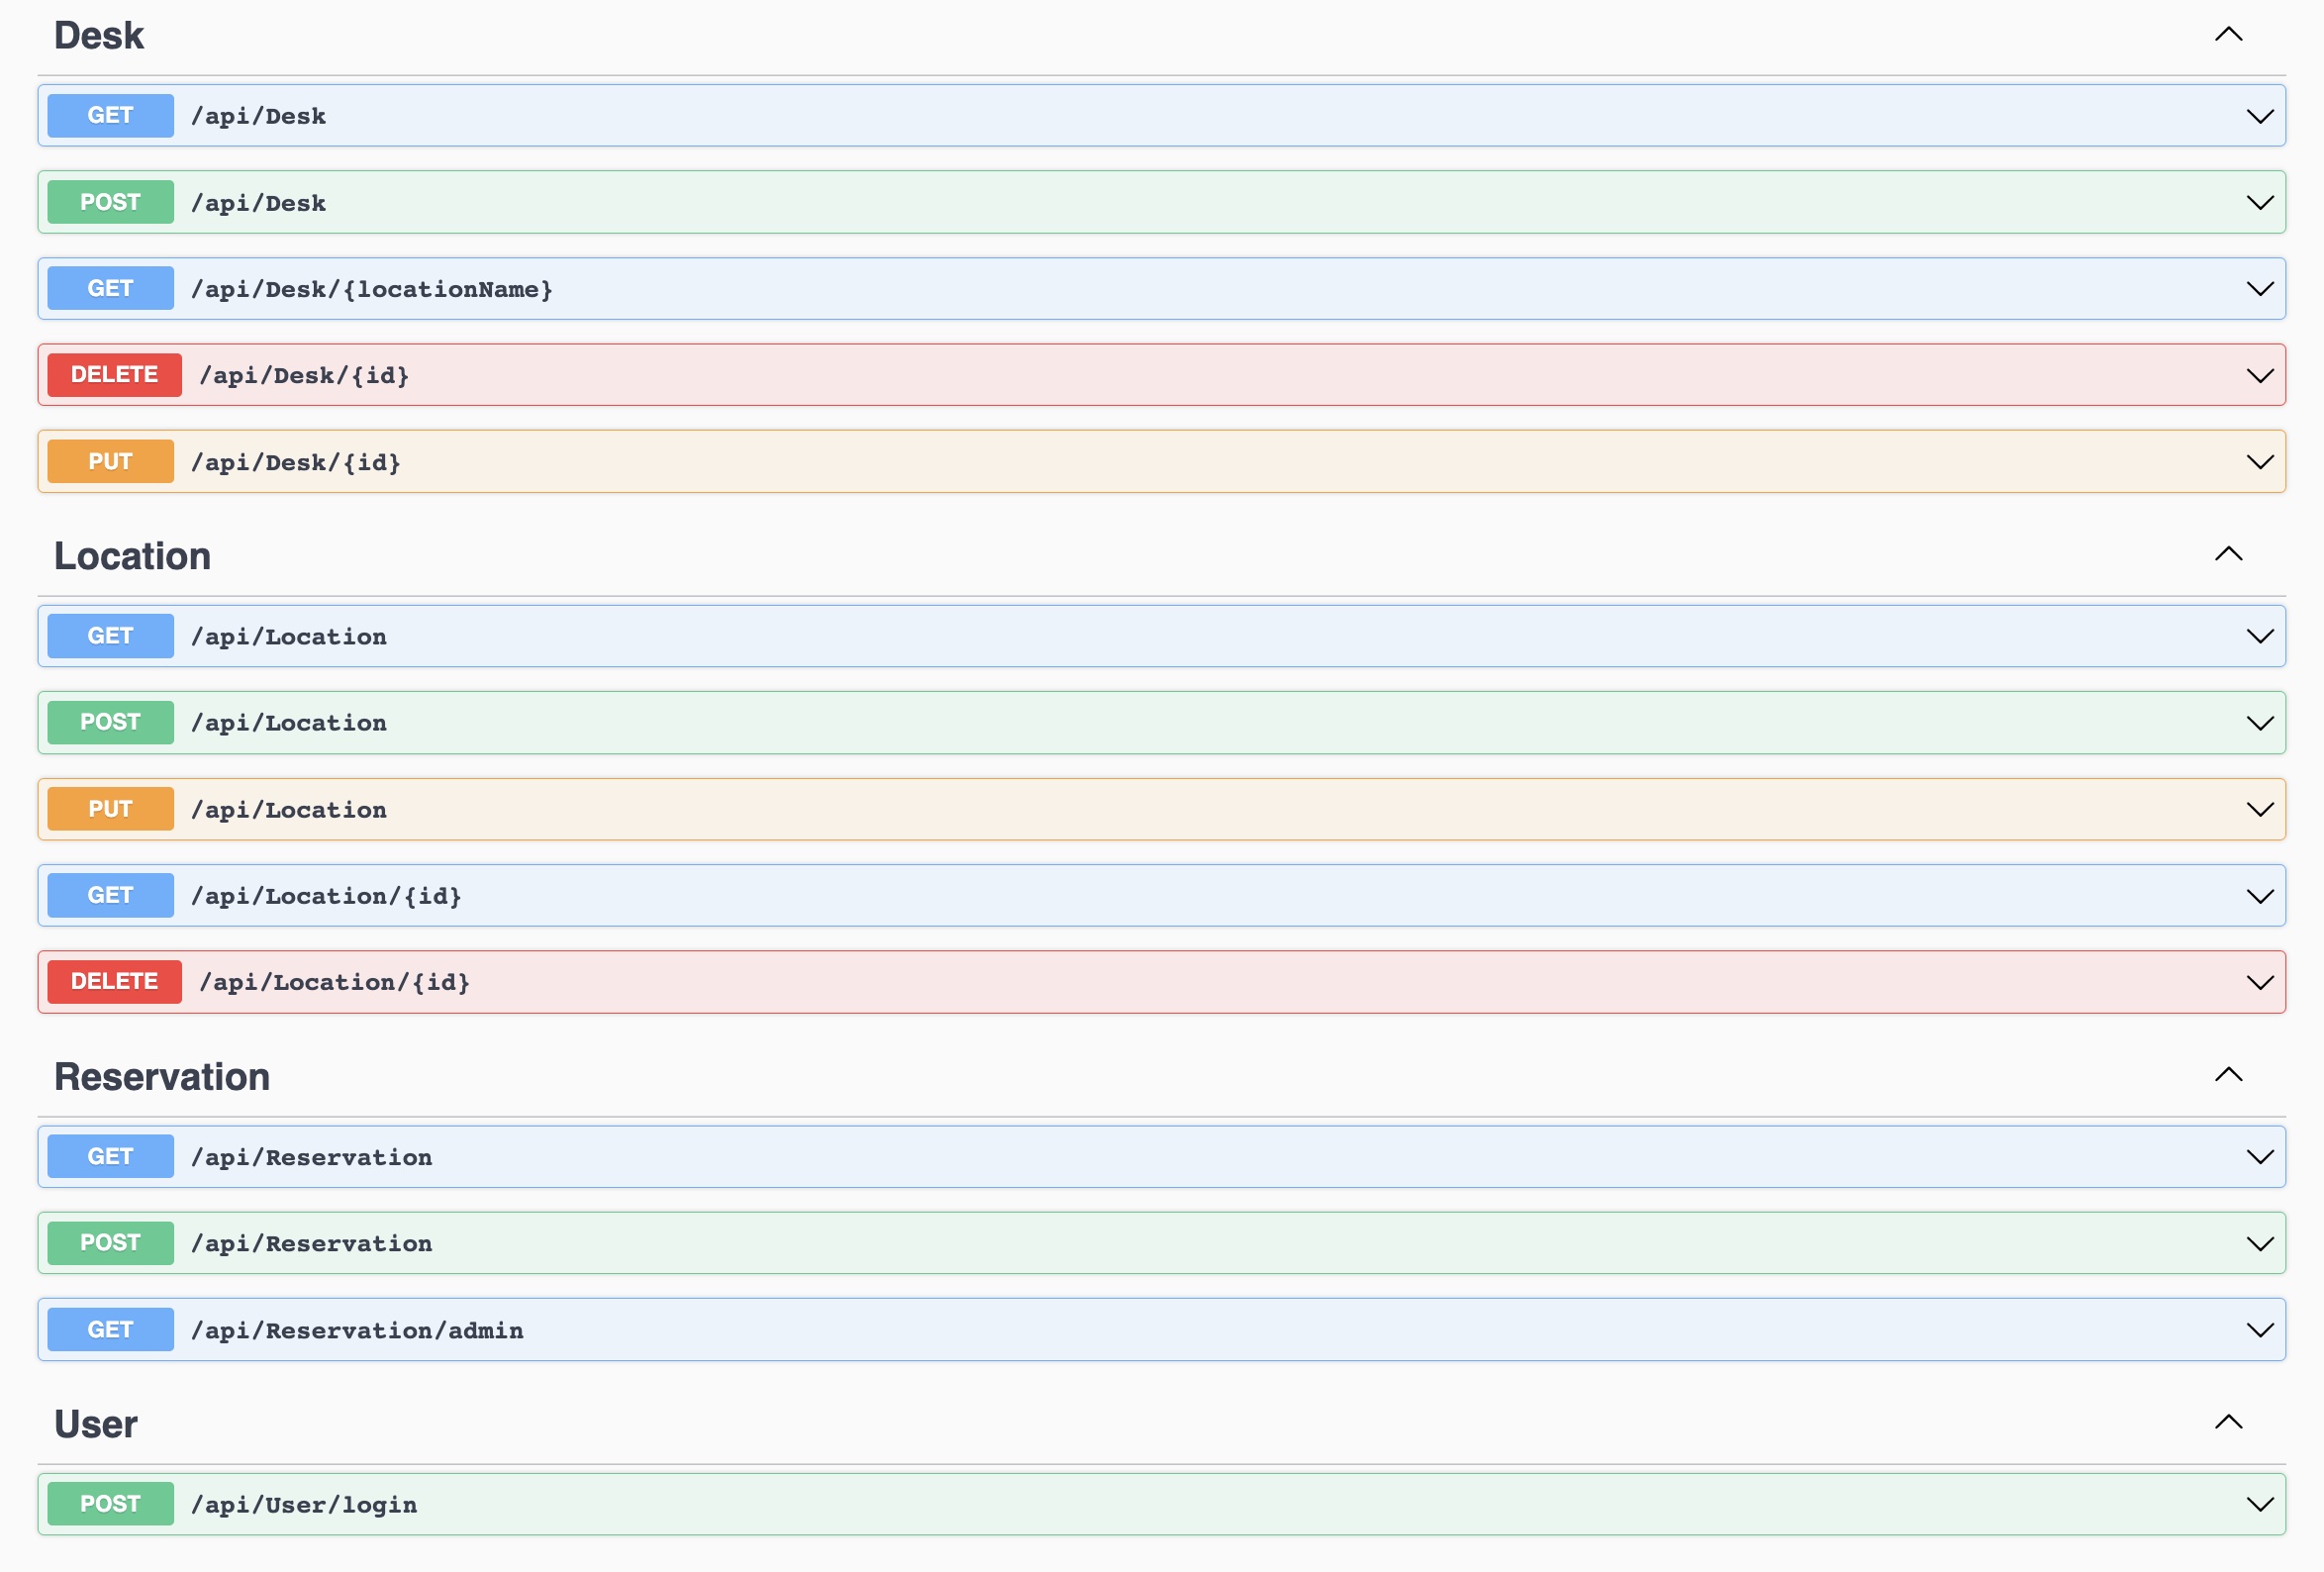 Desk
GET /api/Desk
POST /api/Desk
GET /api/Desk/{locationName}
DELETE /api/Desk/{id}
PUT /api/Desk/{id}
Location
GET /api/Location
POST /api/Location
PUT /api/Location
GET /api/Location/{id}
DELETE /api/Location/{id}
Reservation
GET /api/Reservation
POST /api/Reservation
GET /api/Reservation/admin
User
POST /api/User/login